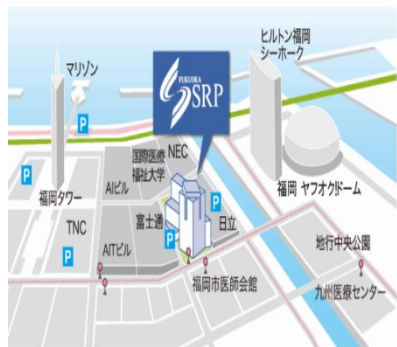 ヒルトン福岡
シーホーク
マリゾン
FUKUOKA
SRP
P
国際医療
福祉大学
NEC
P
福岡タワー
AIビル
P
福岡 ヤフオクドーム
TNC
富士通
P
日立
P
AITビル
地行中央公園
福岡市医師会館
九州医療センター